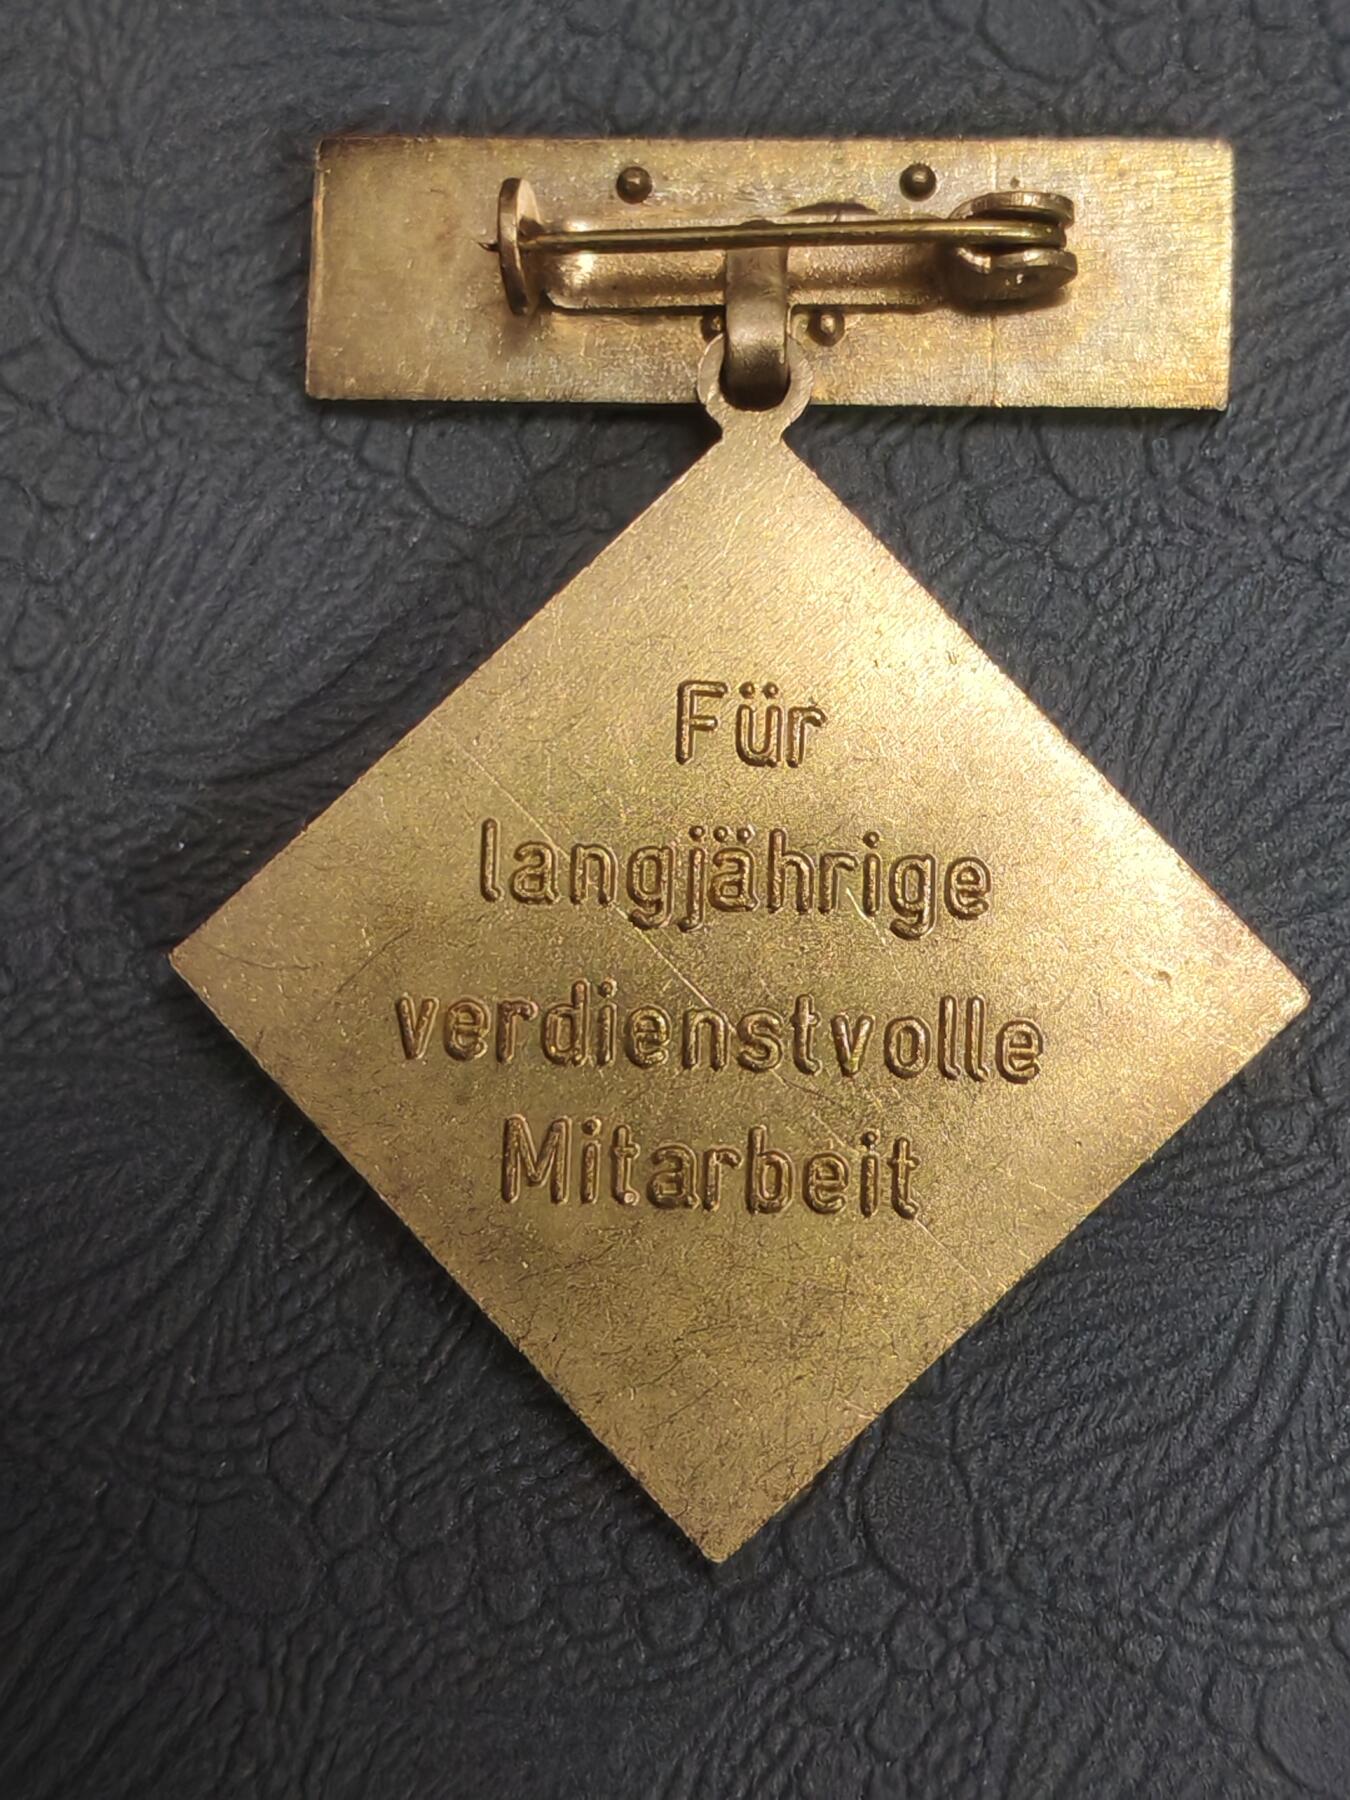 Für
langjährige
verdienstvolle
Mitarbeit